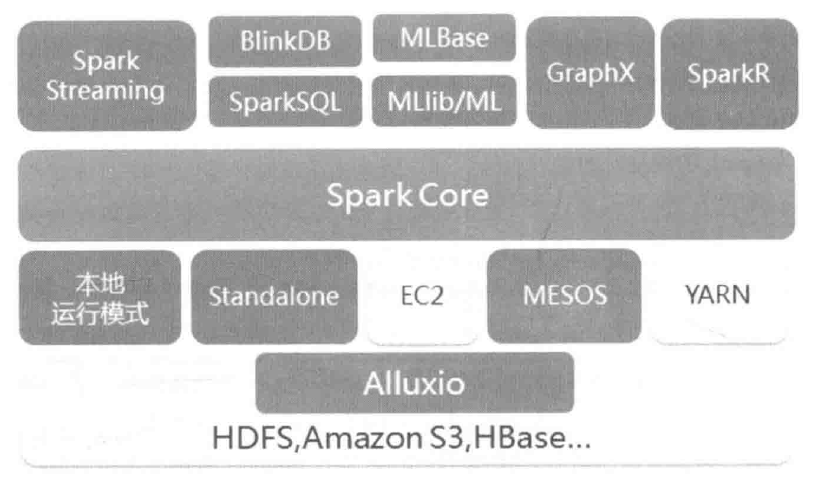 Spark
Streaming
BlinkDB
MLBase
SparkSQL
MLlib/ML
GraphX
SparkR
Spark Core
本地
运行模式
Standalone
EC2
MESOS
YARN
Alluxio
HDFS,Amazon S3,HBase...